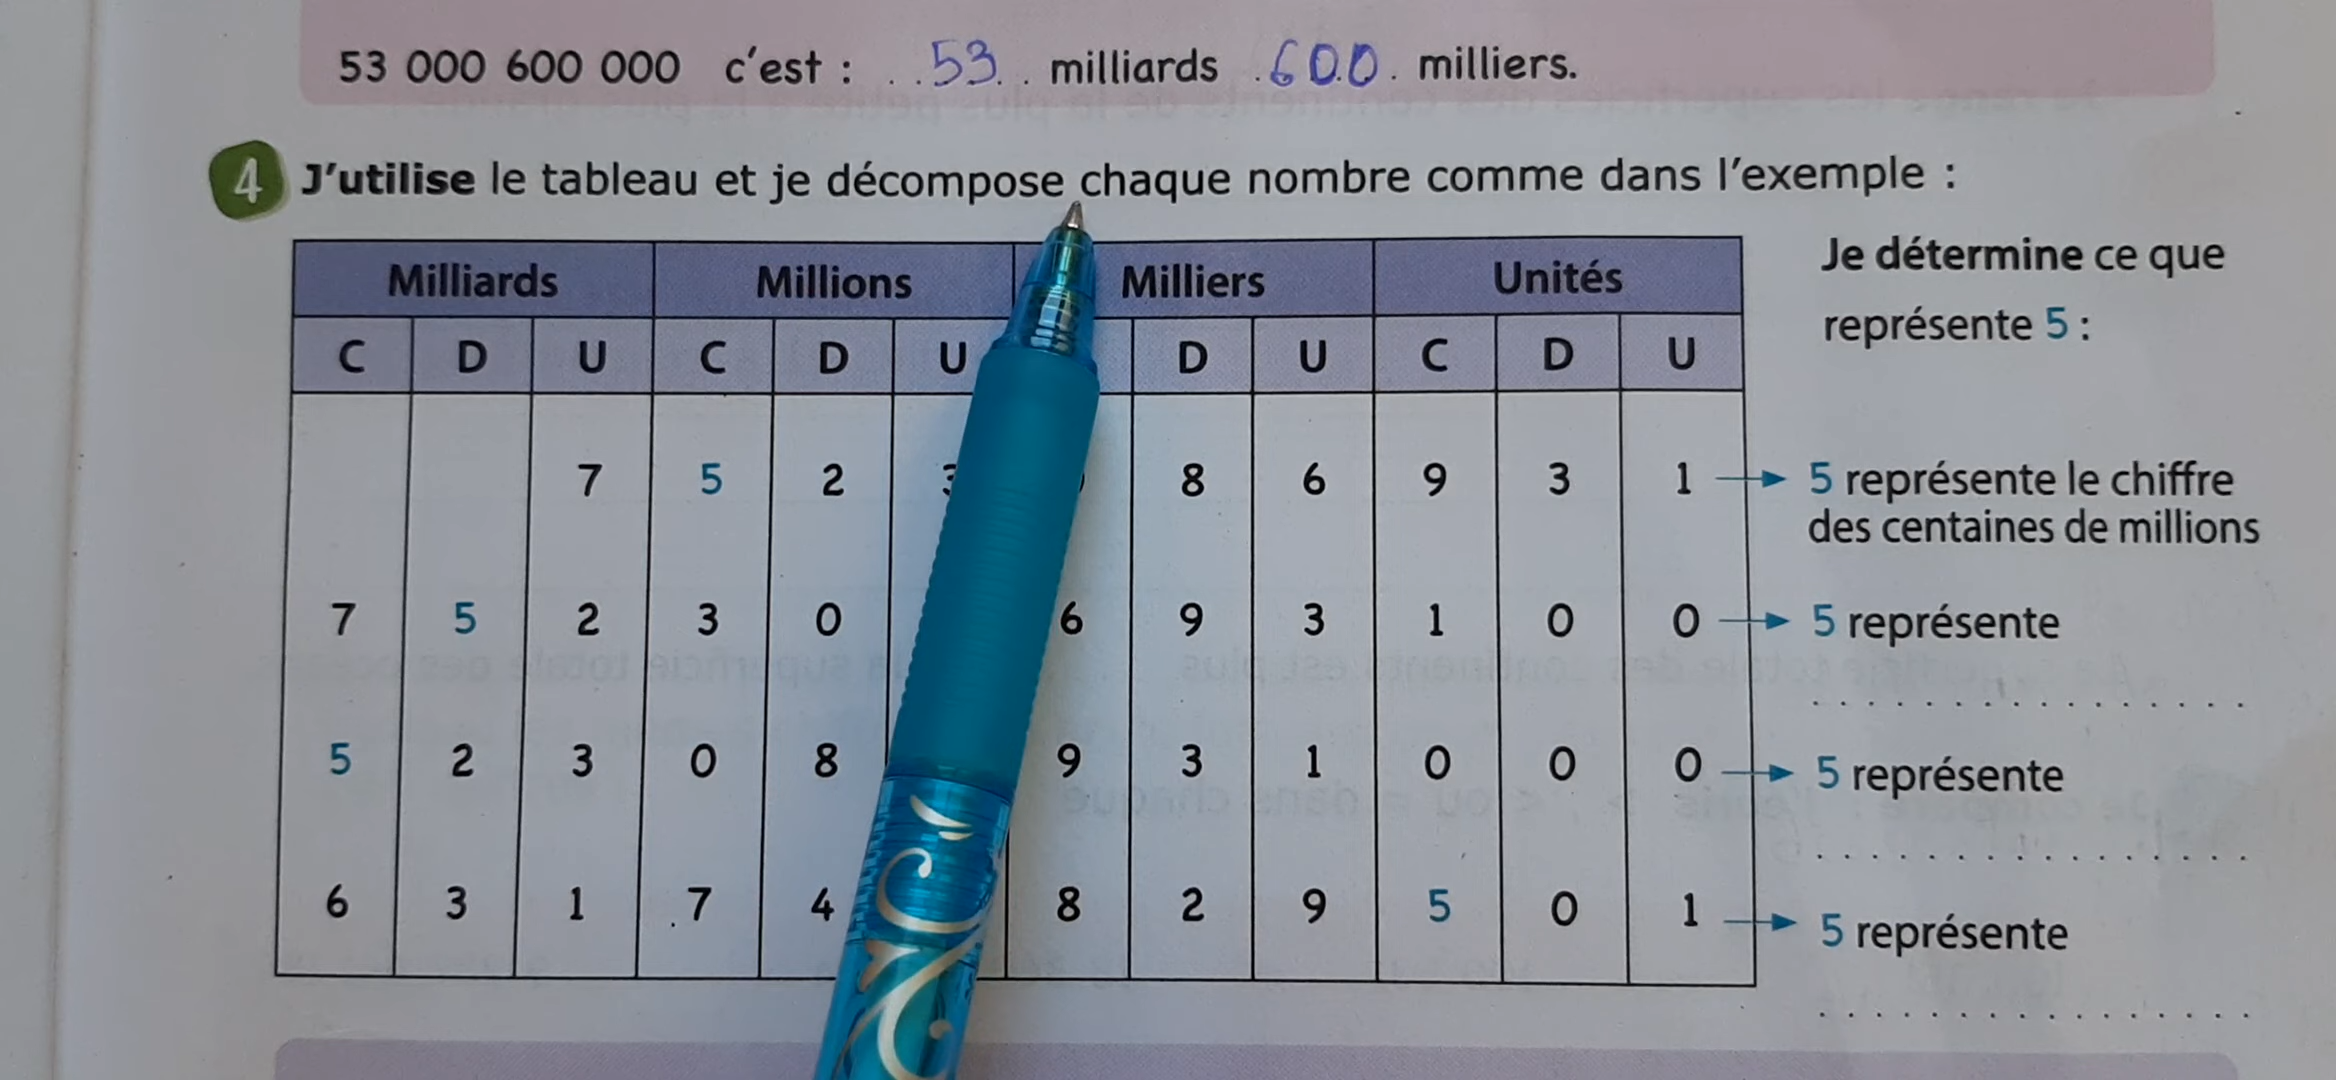 53 000 600 000 c'est : . . 53 . . milliards . 600 . milliers.
4 J'utilise le tableau et je décompose chaque nombre comme dans l'exemple :
Milliards Millions Milliers Unités
C D U C D U D U C D U
7 5 2 8 6 9 3 1
7 5 2 3 0 6 9 3 1 0 0
5 2 3 0 8 9 3 1 0 0 0
6 3 1 7 4 8 2 9 5 0 1
Je détermine ce que
représente 5 :
5 représente le chiffre
des centaines de millions
5 représente
5 représente
5 représente